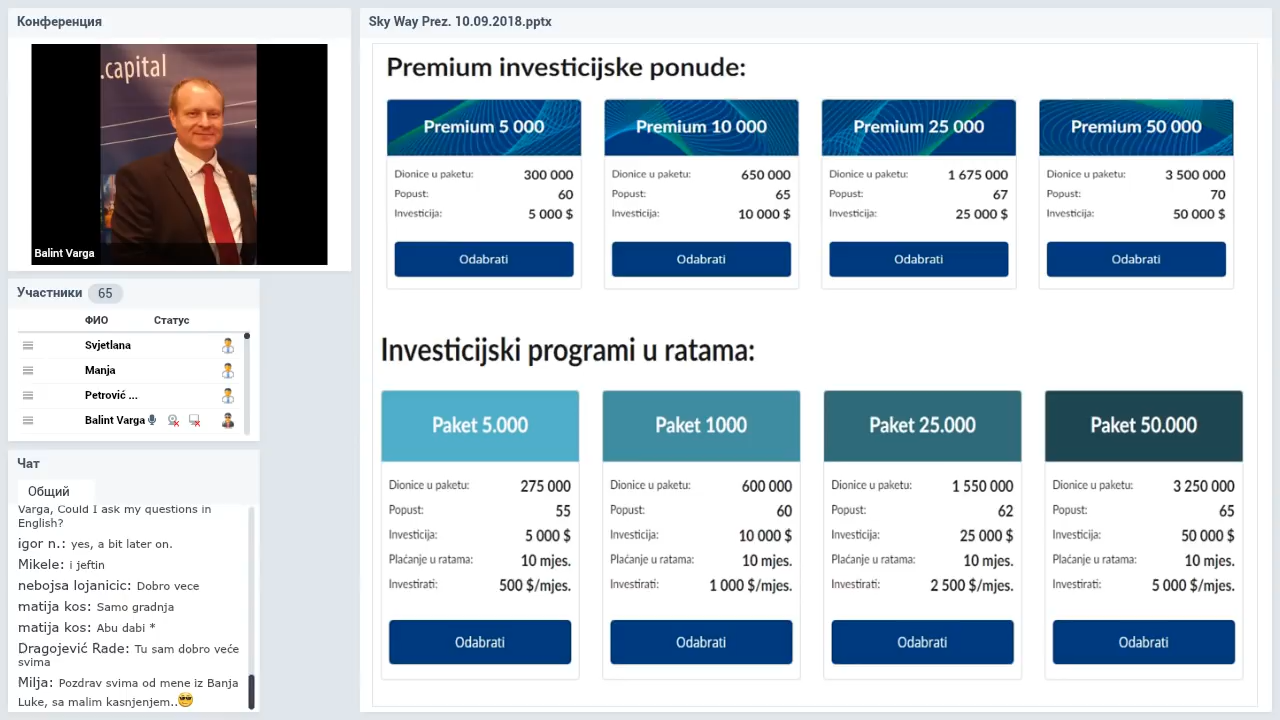 Конференция
.capital
Balint Varga
Участники 65
ФИО Статус
Svjetlana
Manja
Petrović ...
Balint Varga
Чат
Общий
Varga, Could I ask my questions in
English?
igor n.: yes, a bit later on.
Mikele: i jeftin
nebojsa lojanicic: Dobro vece
matija kos: Samo gradnja
matija kos: Abu dabi *
Dragojević Rade: Tu sam dobro veće
svima
Milja: Pozdrav svima od mene iz Banja
Luke, sa malim kasnjenjem..
Sky Way Prez. 10.09.2018.pptx
Premium investicijske ponude:
Premium 5 000
Dionice u paketu: 300 000
Popust: 60
Investicija: 5 000 $
Odabrati
Premium 10 000
Dionice u paketu: 650 000
Popust: 65
Investicija: 10 000 $
Odabrati
Premium 25 000
Dionice u paketu: 1 675 000
Popust: 67
Investicija: 25 000 $
Odabrati
Premium 50 000
Dionice u paketu: 3 500 000
Popust: 70
Investicija: 50 000 $
Odabrati
Investicijski programi u ratama:
Paket 5.000
Dionice u paketu: 275 000
Popust: 55
Investicija: 5 000 $
Plaćanje u ratama: 10 mjes.
Investirati: 500 $/mjes.
Odabrati
Paket 1000
Dionice u paketu: 600 000
Popust: 60
Investicija: 10 000 $
Plaćanje u ratama: 10 mjes.
Investirati: 1 000 $/mjes.
Odabrati
Paket 25.000
Dionice u paketu: 1 550 000
Popust: 62
Investicija: 25 000 $
Plaćanje u ratama: 10 mjes.
Investirati: 2 500 $/mjes.
Odabrati
Paket 50.000
Dionice u paketu: 3 250 000
Popust: 65
Investicija: 50 000 $
Plaćanje u ratama: 10 mjes.
Investirati: 5 000 $/mjes.
Odabrati